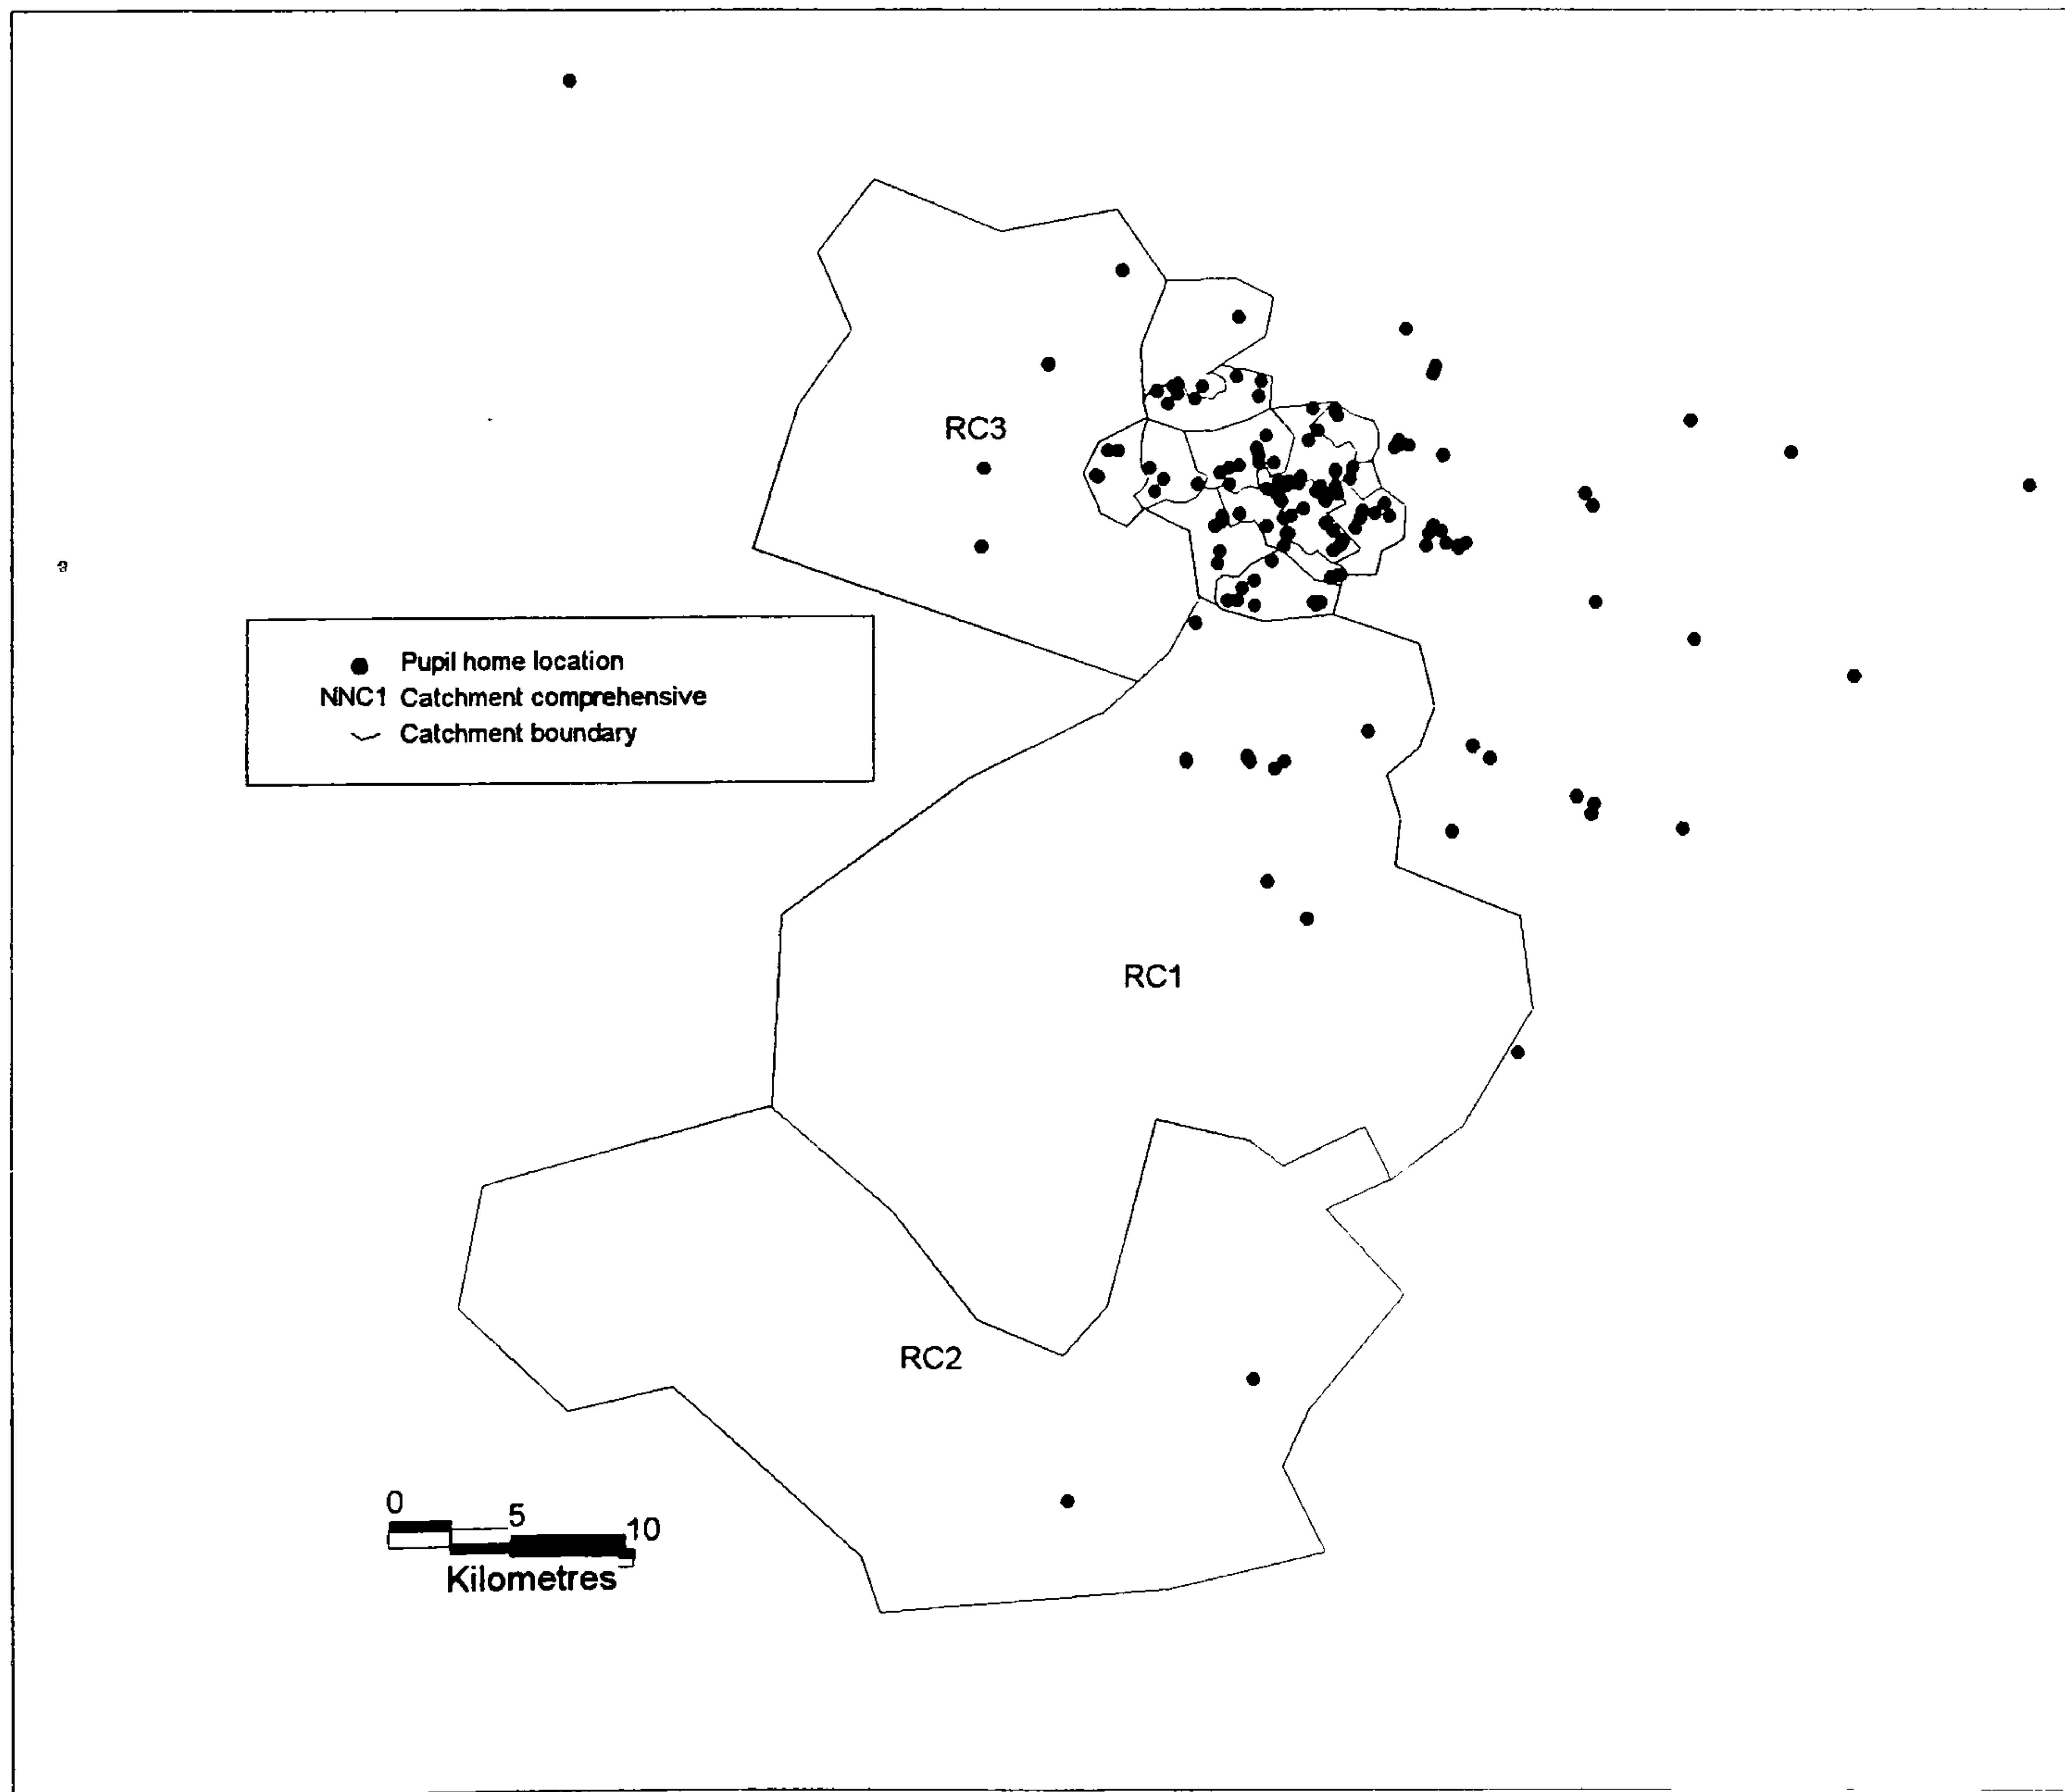 RC3
Pupil home location
NNC1 Catchment comprehensive
Catchment boundary
RC1
RC2
0 5 10
Kilometres